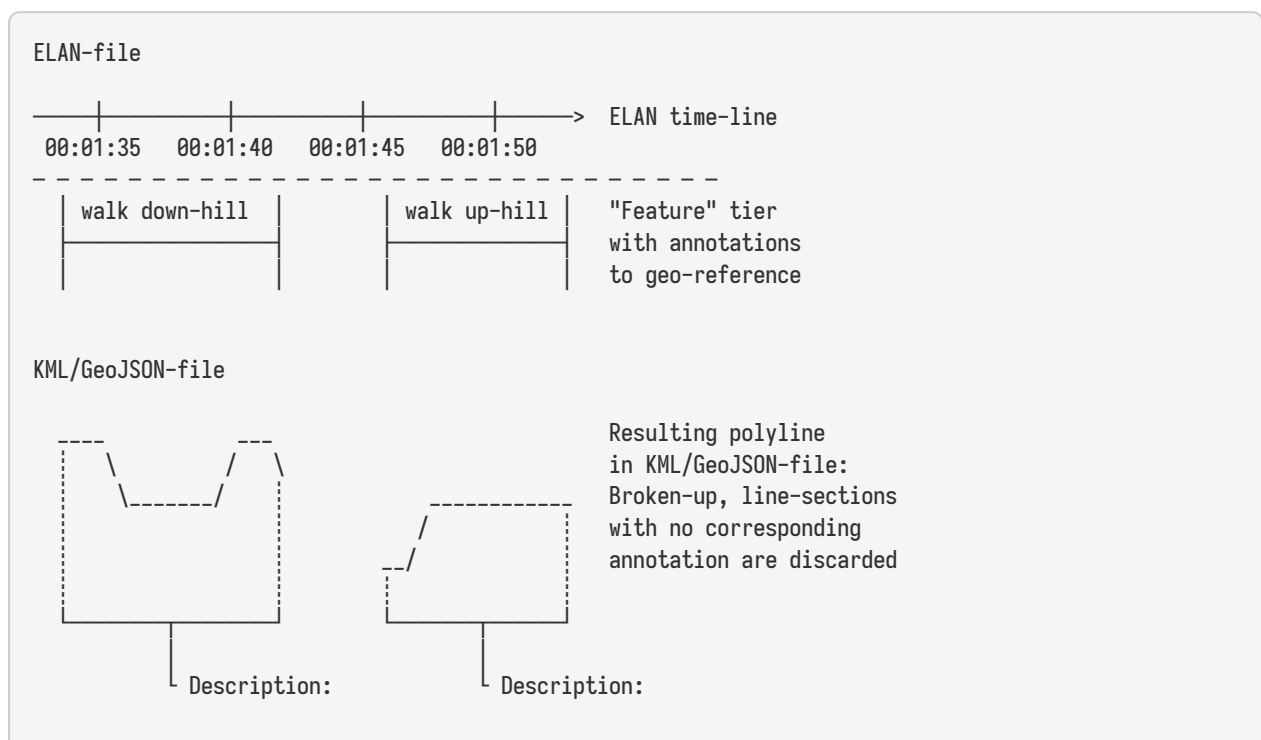 ELAN-file
ELAN time-line
00:01:35 00:01:40 00:01:45 00:01:50
walk down-hill walk up-hill "Feature" tier
with annotations
to geo-reference
KML/GeoJSON-file
Resulting polyline
in KML/GeoJSON-file:
Broken-up, line-sections
with no corresponding
annotation are discarded
Description: Description: